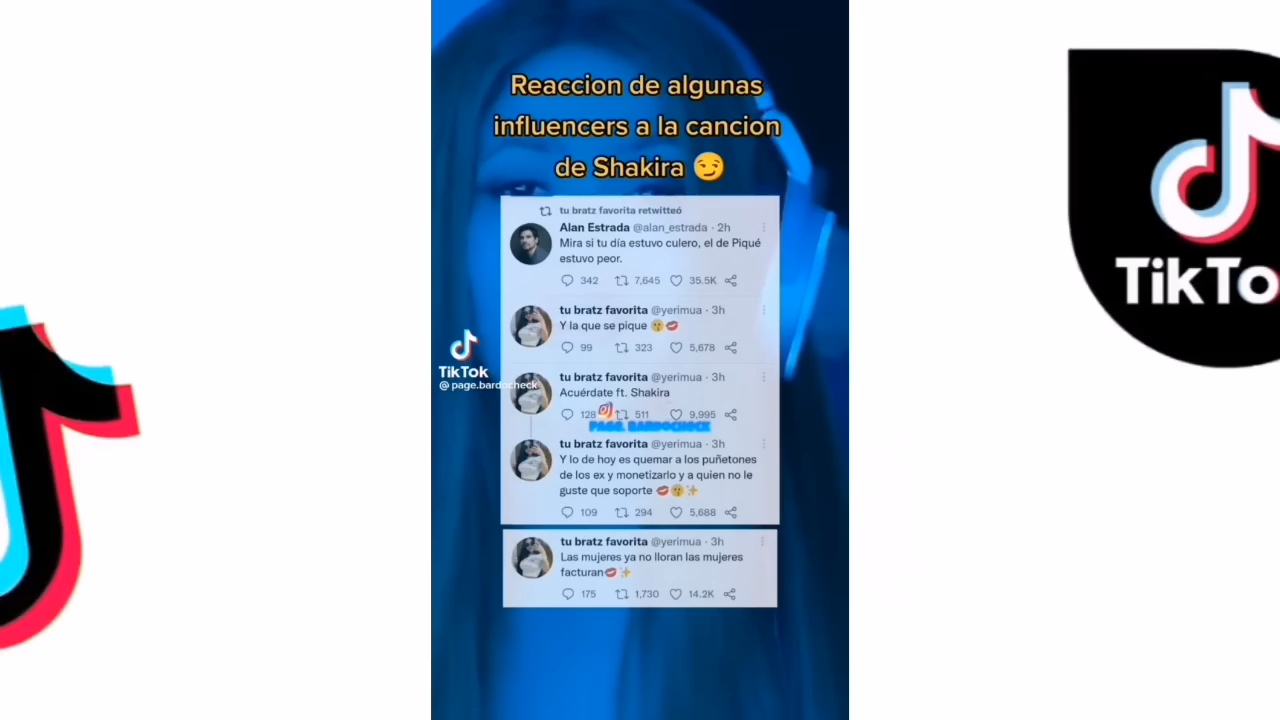 Reaccion de algunas
influencers a la cancion
de Shakira 😏
tu bratz favorita retwitteó
Alan Estrada @alan_estrada · 2h
Mira si tu día estuvo culero, el de Piqué
estuvo peor.
342 7,645 35.5K
tu bratz favorita @yerimua · 3h
Y la que se pique 🤫💋
99 323 5,678
tu bratz favorita @yerimua · 3h
Acuérdate ft. Shakira
128 511 9,995
PAGE. BARDOCHECK
tu bratz favorita @yerimua · 3h
Y lo de hoy es quemar a los puñetones
de los ex y monetizarlo y a quien no le
guste que soporte 💋🤫✨
109 294 5,688
tu bratz favorita @yerimua · 3h
Las mujeres ya no lloran las mujeres
facturan💋✨
175 1,730 14.2K
TikTok
@page.bardocheck
TikTo